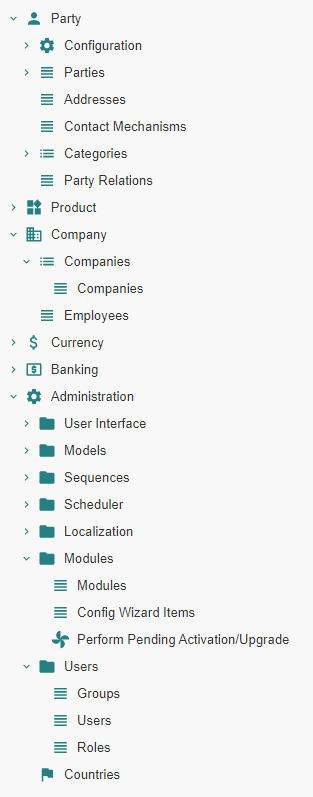 Party
Configuration
Parties
Addresses
Contact Mechanisms
Categories
Party Relations
Product
Company
Companies
Companies
Employees
Currency
Banking
Administration
User Interface
Models
Sequences
Scheduler
Localization
Modules
Modules
Config Wizard Items
Perform Pending Activation/Upgrade
Users
Groups
Users
Roles
Countries